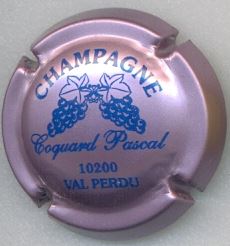 CHAMPAGNE
Coquard Pascal
10200
VAL PERDU